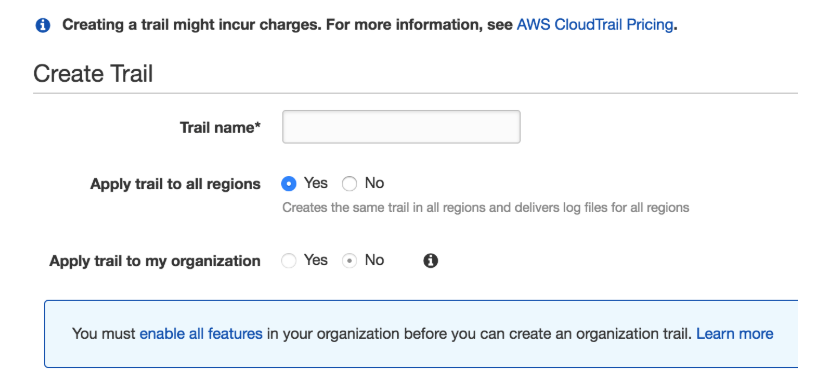 Creating a trail might incur charges. For more information, see AWS CloudTrail Pricing.
Create Trail
Trail name*
Apply trail to all regions Yes No
Creates the same trail in all regions and delivers log files for all regions
Apply trail to my organization Yes No
You must enable all features in your organization before you can create an organization trail. Learn more